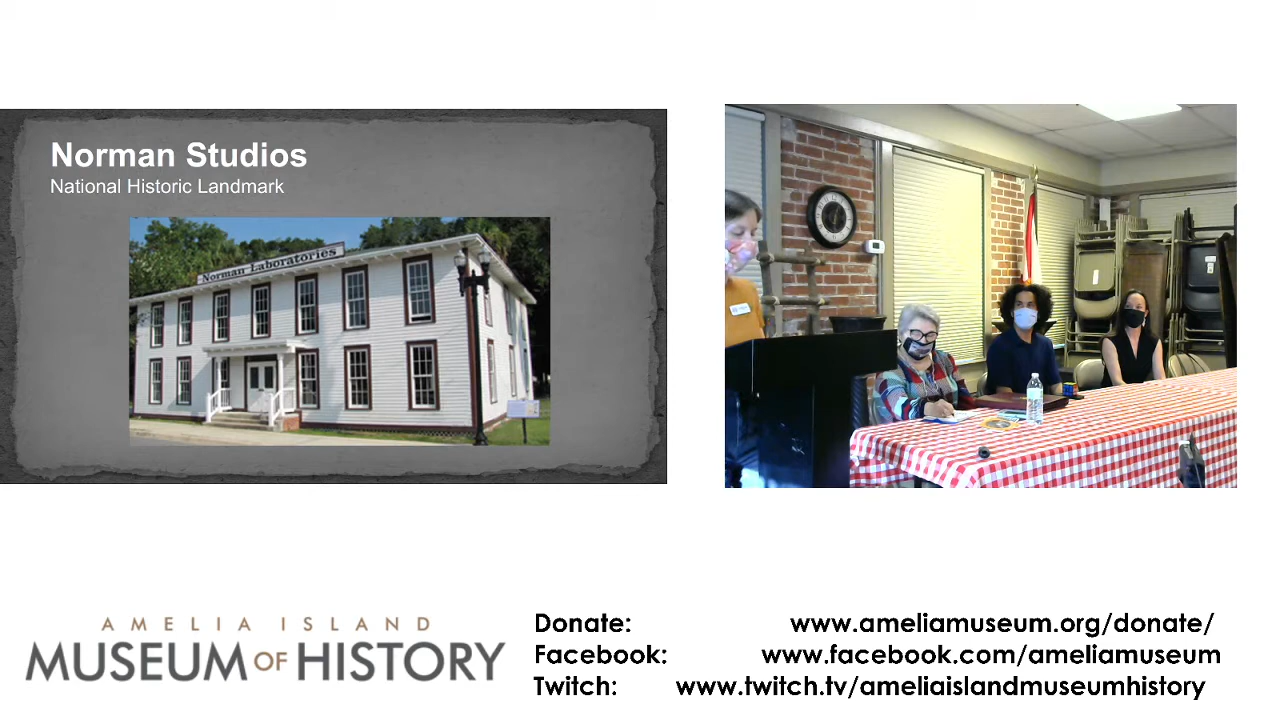 Norman Studios
National Historic Landmark
Norman Laboratories
AMELIA ISLAND
MUSEUM OF HISTORY
Donate: www.ameliamuseum.org/donate/
Facebook: www.facebook.com/ameliamuseum
Twitch: www.twitch.tv/ameliaislandmuseumhistory